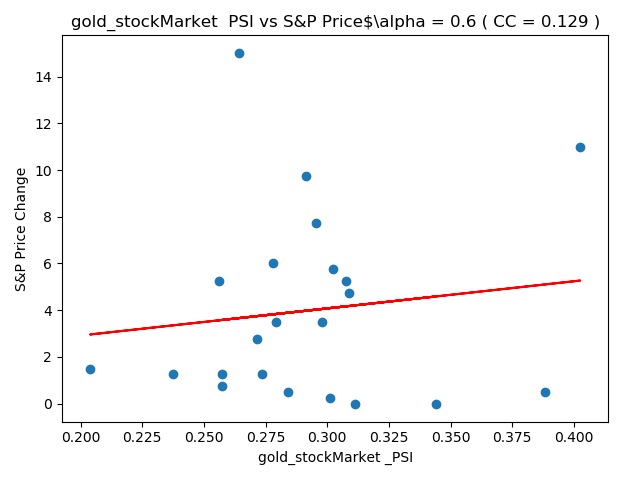 gold_stockMarket  PSI vs S&P Price$\alpha = 0.6 ( CC = 0.129 )
14
12
10
8
6
4
2
0
S&P Price Change
0.200 0.225 0.250 0.275 0.300 0.325 0.350 0.375 0.400
gold_stockMarket _PSI